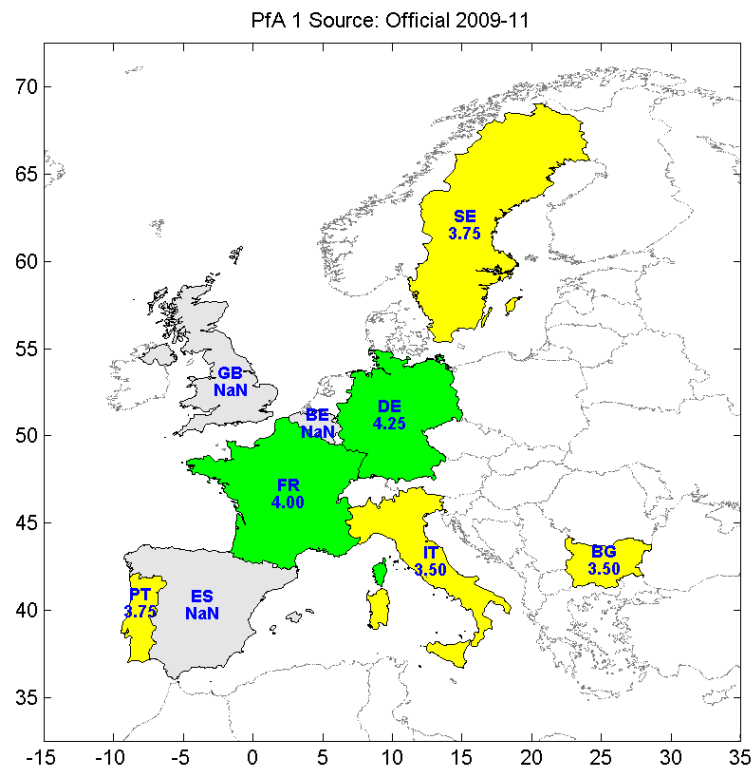 PfA 1 Source: Official 2009-11
70
65
SE
3.75
60
55
GB
NaN
BE
NaN
DE
4.25
50
FR
4.00
45
IT
3.50
BG
3.50
PT
3.75
ES
NaN
40
35
-15 -10 -5 0 5 10 15 20 25 30 35